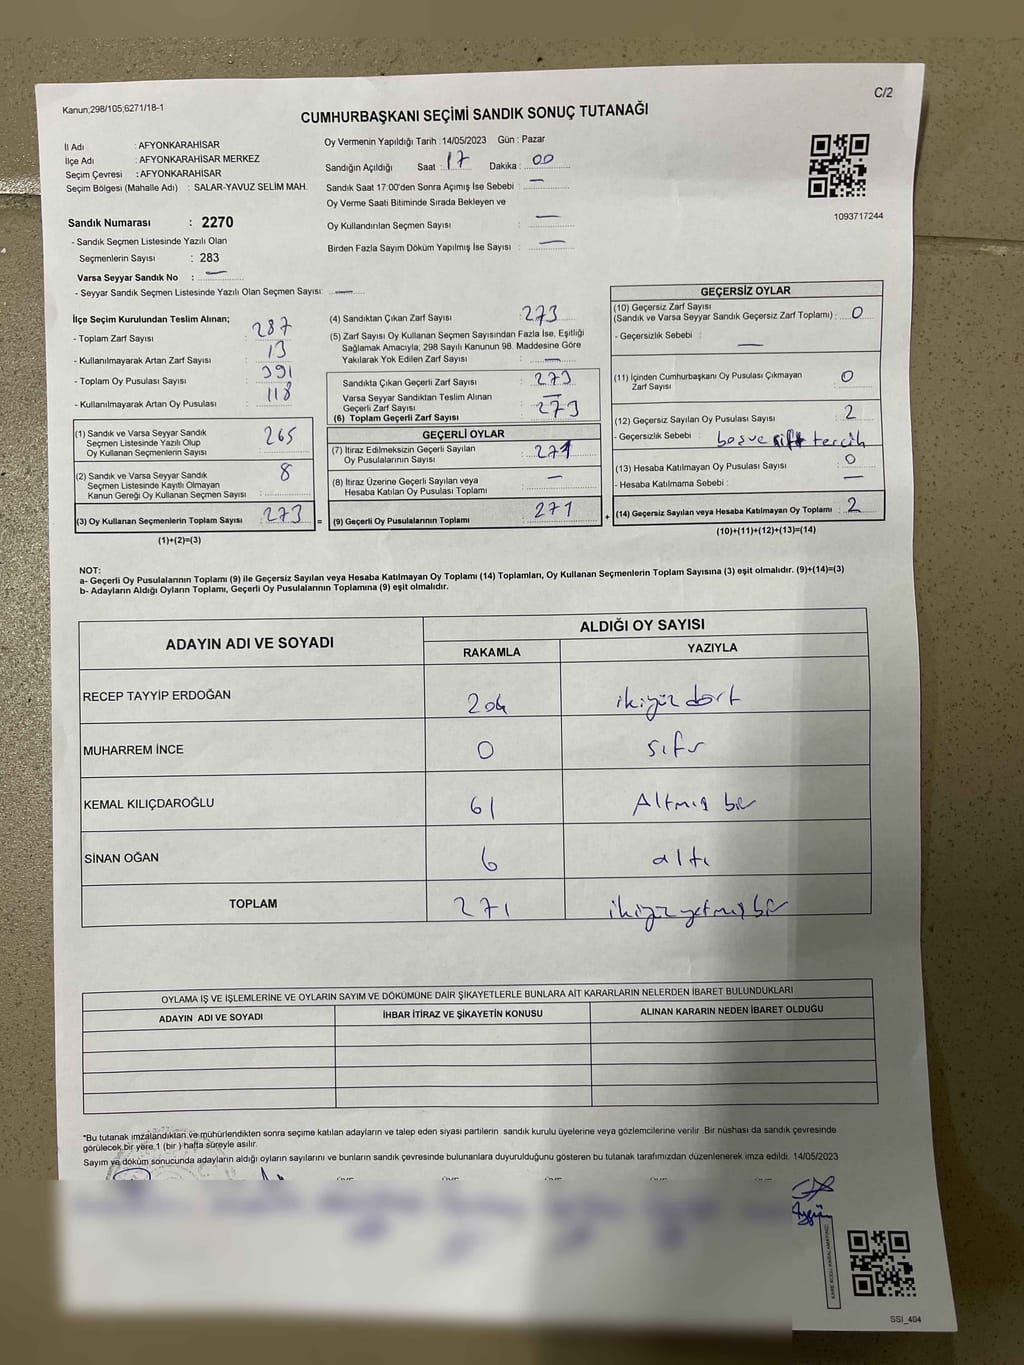 Kanun;298/105;6271/18-1
C/2
CUMHURBAŞKANI SEÇİMİ SANDIK SONUÇ TUTANAĞI
İl Adı : AFYONKARAHİSAR
İlçe Adı : AFYONKARAHİSAR MERKEZ
Seçim Çevresi : AFYONKARAHİSAR
Seçim Bölgesi (Mahalle Adı) : SALAR-YAVUZ SELİM MAH.
Sandık Numarası : 2270
- Sandık Seçmen Listesinde Yazılı Olan
Seçmenlerin Sayısı : 283
Varsa Seyyar Sandık No : —
- Seyyar Sandık Seçmen Listesinde Yazılı Olan Seçmen Sayısı: —
Oy Vermenin Yapıldığı Tarih : 14/05/2023 Gün : Pazar
Sandığın Açıldığı Saat : 17 Dakika : 00
Sandık Saat 17:00'den Sonra Açımış İse Sebebi : —
Oy Verme Saati Bitiminde Sırada Bekleyen ve
Oy Kullandırılan Seçmen Sayısı : —
Birden Fazla Sayım Döküm Yapılmış İse Sayısı : —
1093717244
İlçe Seçim Kurulundan Teslim Alınan;
- Toplam Zarf Sayısı : 287
- Kullanılmayarak Artan Zarf Sayısı : 13
- Toplam Oy Pusulası Sayısı : 391
- Kullanılmayarak Artan Oy Pusulası : 118
(1) Sandık ve Varsa Seyyar Sandık
Seçmen Listesinde Yazılı Olup
Oy Kullanan Seçmenlerin Sayısı : 265
(2) Sandık ve Varsa Seyyar Sandık
Seçmen Listesinde Kayıtlı Olmayan
Kanun Gereği Oy Kullanan Seçmen Sayısı : 8
(3) Oy Kullanan Seçmenlerin Toplam Sayısı : 273 =
(1)+(2)=(3)
(4) Sandıktan Çıkan Zarf Sayısı : 273
(5) Zarf Sayısı Oy Kullanan Seçmen Sayısından Fazla İse, Eşitliği
Sağlamak Amacıyla; 298 Sayılı Kanunun 98. Maddesine Göre
Yakılarak Yok Edilen Zarf Sayısı : —
Sandıkta Çıkan Geçerli Zarf Sayısı : 273
Varsa Seyyar Sandıktan Teslim Alınan
Geçerli Zarf Sayısı : —
(6) Toplam Geçerli Zarf Sayısı : 273
GEÇERLİ OYLAR
(7) İtiraz Edilmeksizin Geçerli Sayılan
Oy Pusulalarının Sayısı : 271
(8) İtiraz Üzerine Geçerli Sayılan veya
Hesaba Katılan Oy Pusulası Toplamı : —
(9) Geçerli Oy Pusulalarının Toplamı : 271 +
GEÇERSİZ OYLAR
(10) Geçersiz Zarf Sayısı
(Sandık ve Varsa Seyyar Sandık Geçersiz Zarf Toplamı) : 0
- Geçersizlik Sebebi : —
(11) İçinden Cumhurbaşkanı Oy Pusulası Çıkmayan
Zarf Sayısı : 0
(12) Geçersiz Sayılan Oy Pusulası Sayısı : 2
- Geçersizlik Sebebi : boş ve çift tercih
(13) Hesaba Katılmayan Oy Pusulası Sayısı : 0
- Hesaba Katılmama Sebebi : —
(14) Geçersiz Sayılan veya Hesaba Katılmayan Oy Toplamı : 2
(10)+(11)+(12)+(13)=(14)
NOT:
a- Geçerli Oy Pusulalarının Toplamı (9) ile Geçersiz Sayılan veya Hesaba Katılmayan Oy Toplamı (14) Toplamları, Oy Kullanan Seçmenlerin Toplam Sayısına (3) eşit olmalıdır. (9)+(14)=(3)
b- Adayların Aldığı Oyların Toplamı, Geçerli Oy Pusulalarının Toplamına (9) eşit olmalıdır.
ADAYIN ADI VE SOYADI
ALDIĞI OY SAYISI
RAKAMLA YAZIYLA
RECEP TAYYİP ERDOĞAN 204 ikiyüz dört
MUHARREM İNCE 0 sıfır
KEMAL KILIÇDAROĞLU 61 Altmış bir
SİNAN OĞAN 6 altı
TOPLAM 271 ikiyüz yetmiş bir
OYLAMA İŞ VE İŞLEMLERİNE VE OYLARIN SAYIM VE DÖKÜMÜNE DAİR ŞİKAYETLERLE BUNLARA AİT KARARLARIN NELERDEN İBARET BULUNDUKLARI
ADAYIN ADI VE SOYADI İHBAR İTİRAZ VE ŞİKAYETİN KONUSU ALINAN KARARIN NEDEN İBARET OLDUĞU
*Bu tutanak imzalandıktan ve mühürlendikten sonra seçime katılan adayların ve talep eden siyasi partilerin sandık kurulu üyelerine veya gözlemcilerine verilir. Bir nüshası da sandık çevresinde
görülecek bir yere 1 (bir) hafta süreyle asılır.
Sayım ve döküm sonucunda adayların aldığı oyların sayılarını ve bunların sandık çevresinde bulunanlara duyurulduğunu gösteren bu tutanak tarafımızdan düzenlenerek imza edildi. 14/05/2023
SSI_404